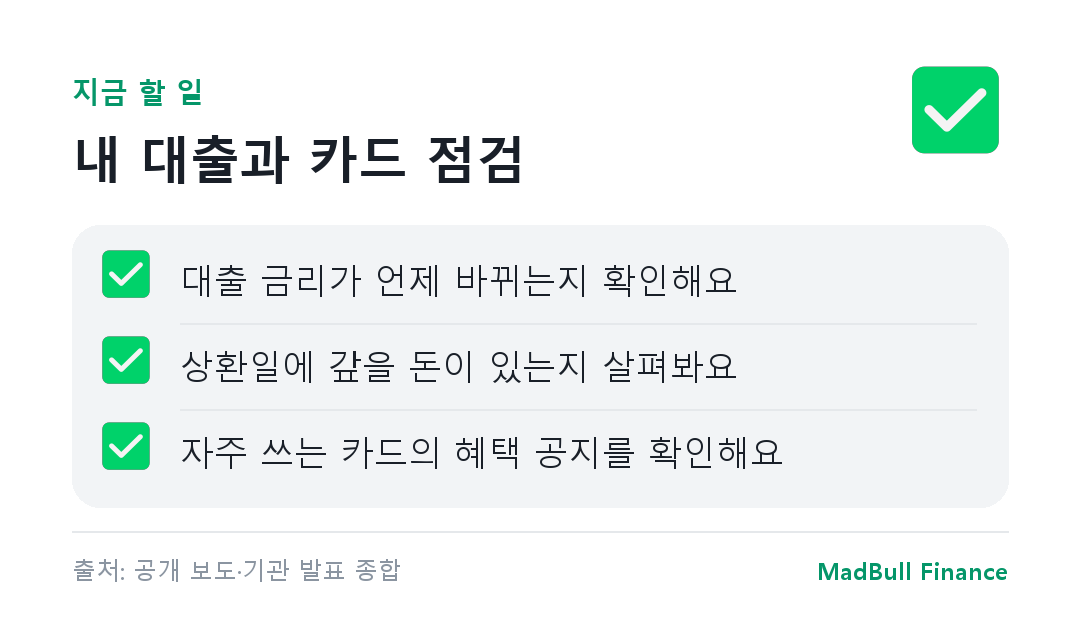 지금 할 일
내 대출과 카드 점검
대출 금리가 언제 바뀌는지 확인해요
상환일에 갚을 돈이 있는지 살펴봐요
자주 쓰는 카드의 혜택 공지를 확인해요
출처: 공개 보도·기관 발표 종합
MadBull Finance